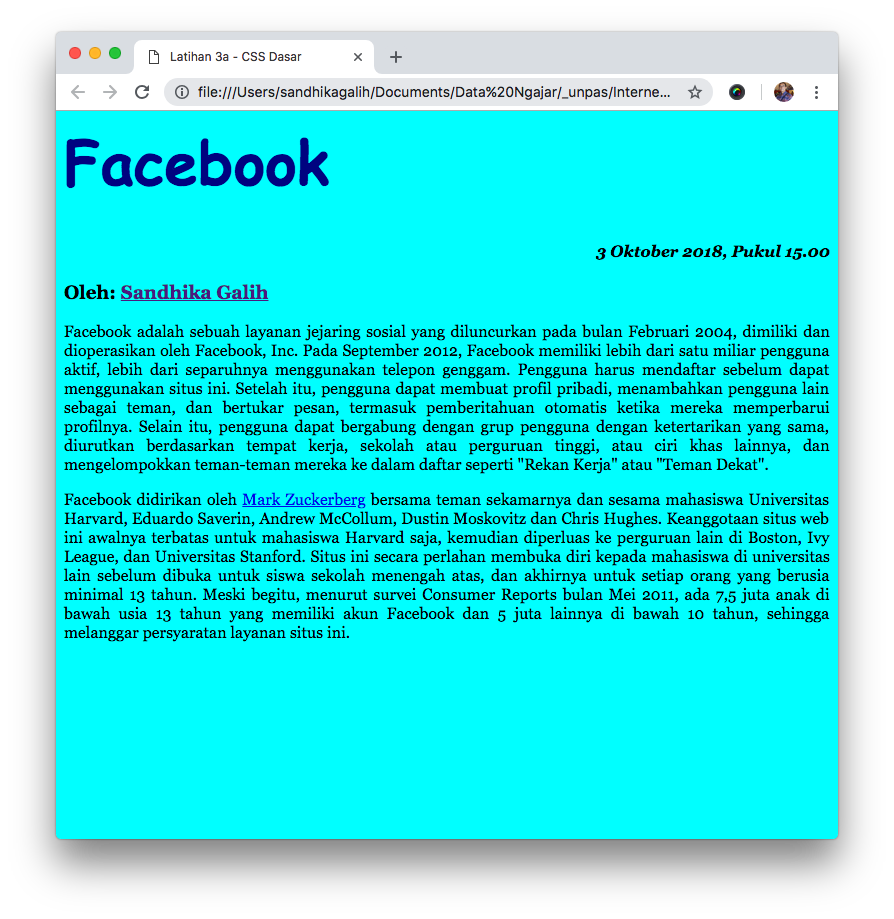 Latihan 3a - CSS Dasar
file:///Users/sandhikagalih/Documents/Data%20Ngajar/_unpas/Interne...
Facebook
3 Oktober 2018, Pukul 15.00
Oleh: Sandhika Galih
Facebook adalah sebuah layanan jejaring sosial yang diluncurkan pada bulan Februari 2004, dimiliki dan
dioperasikan oleh Facebook, Inc. Pada September 2012, Facebook memiliki lebih dari satu miliar pengguna
aktif, lebih dari separuhnya menggunakan telepon genggam. Pengguna harus mendaftar sebelum dapat
menggunakan situs ini. Setelah itu, pengguna dapat membuat profil pribadi, menambahkan pengguna lain
sebagai teman, dan bertukar pesan, termasuk pemberitahuan otomatis ketika mereka memperbarui
profilnya. Selain itu, pengguna dapat bergabung dengan grup pengguna dengan ketertarikan yang sama,
diurutkan berdasarkan tempat kerja, sekolah atau perguruan tinggi, atau ciri khas lainnya, dan
mengelompokkan teman-teman mereka ke dalam daftar seperti "Rekan Kerja" atau "Teman Dekat".
Facebook didirikan oleh Mark Zuckerberg bersama teman sekamarnya dan sesama mahasiswa Universitas
Harvard, Eduardo Saverin, Andrew McCollum, Dustin Moskovitz dan Chris Hughes. Keanggotaan situs web
ini awalnya terbatas untuk mahasiswa Harvard saja, kemudian diperluas ke perguruan lain di Boston, Ivy
League, dan Universitas Stanford. Situs ini secara perlahan membuka diri kepada mahasiswa di universitas
lain sebelum dibuka untuk siswa sekolah menengah atas, dan akhirnya untuk setiap orang yang berusia
minimal 13 tahun. Meski begitu, menurut survei Consumer Reports bulan Mei 2011, ada 7,5 juta anak di
bawah usia 13 tahun yang memiliki akun Facebook dan 5 juta lainnya di bawah 10 tahun, sehingga
melanggar persyaratan layanan situs ini.